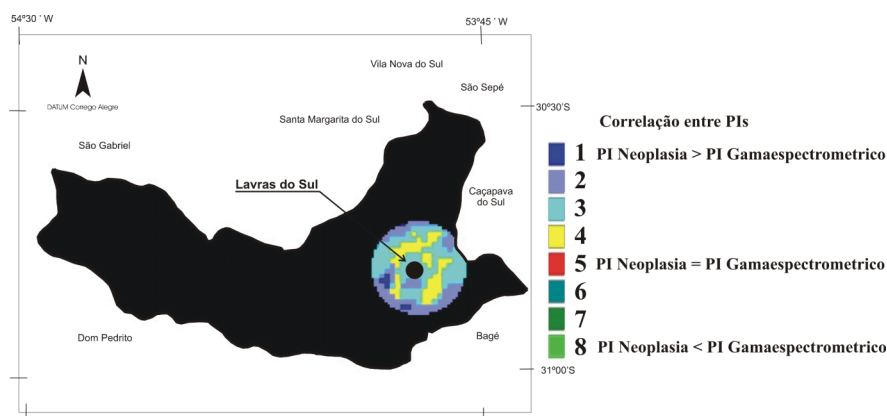 54º30 ' W
53º45 ' W
N
DATUM Corrego Alegre
Vila Nova do Sul
São Sepé
30º30'S
Santa Margarita do Sul
São Gabriel
Lavras do Sul
Caçapava
do Sul
Dom Pedrito
Bagé
31º00'S
Correlação entre PIs
1 PI Neoplasia > PI Gamaespectrometrico
2
3
4
5 PI Neoplasia = PI Gamaespectrometrico
6
7
8 PI Neoplasia < PI Gamaespectrometrico